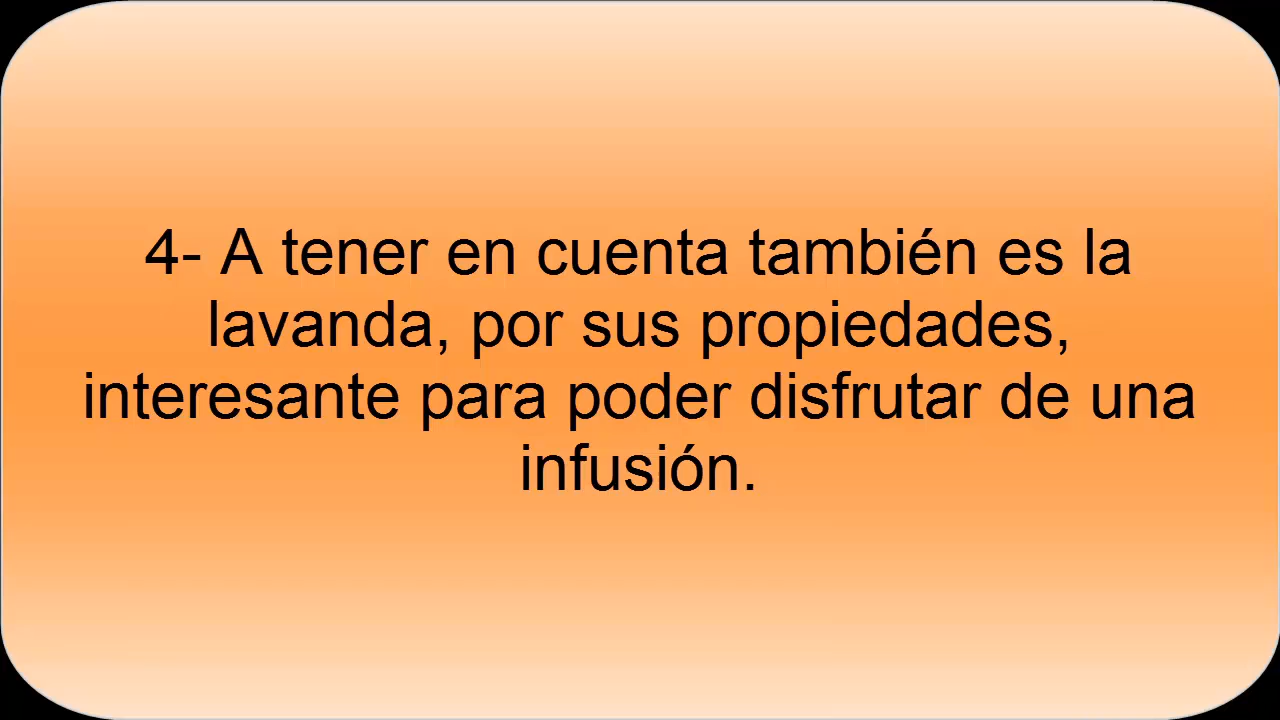 4- A tener en cuenta también es la
lavanda, por sus propiedades,
interesante para poder disfrutar de una
infusión.